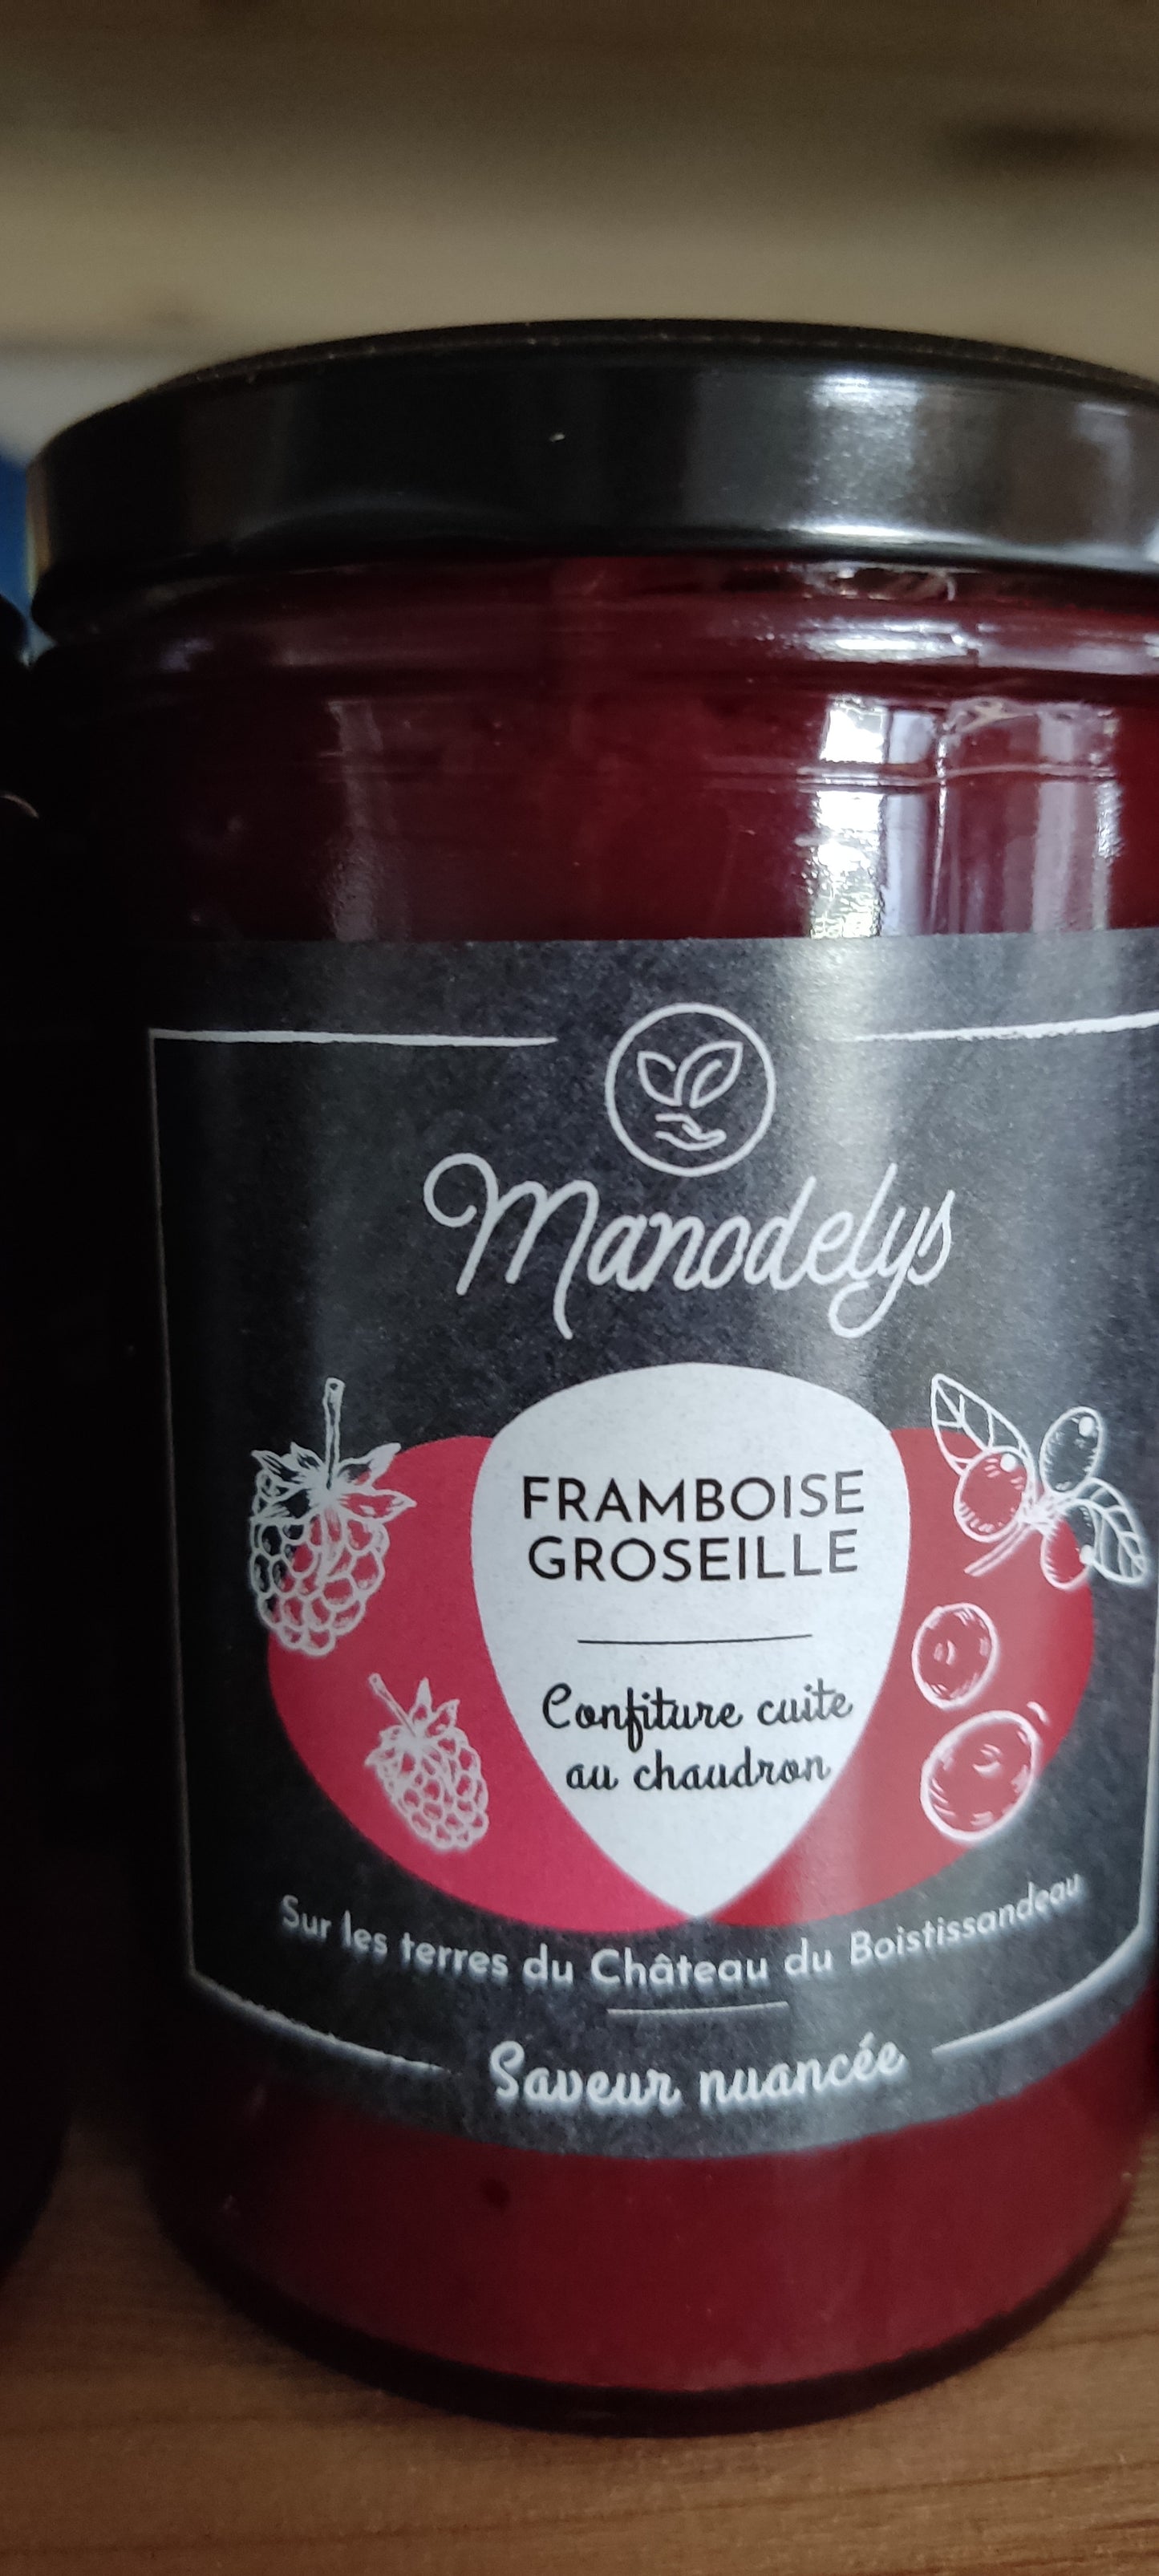 Manodelys
FRAMBOISE
GROSEILLE
Confiture cuite
au chaudron
Sur les terres du Château du Boistissandeau
Saveur nuancée